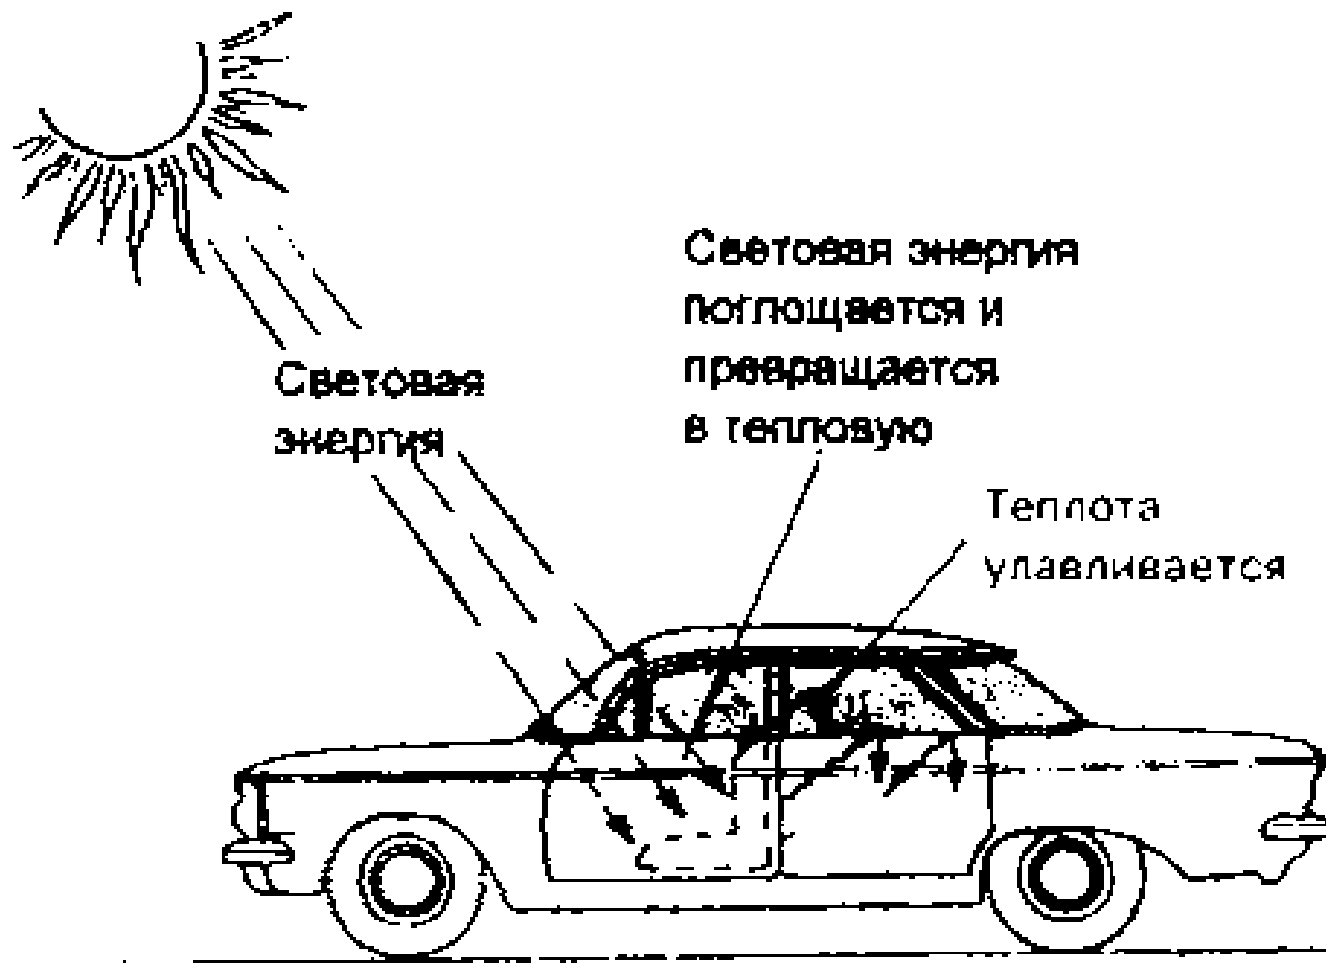 Световая
энергия
Световая энергия
поглощается и
превращается
в тепловую
Теплота
улавливается